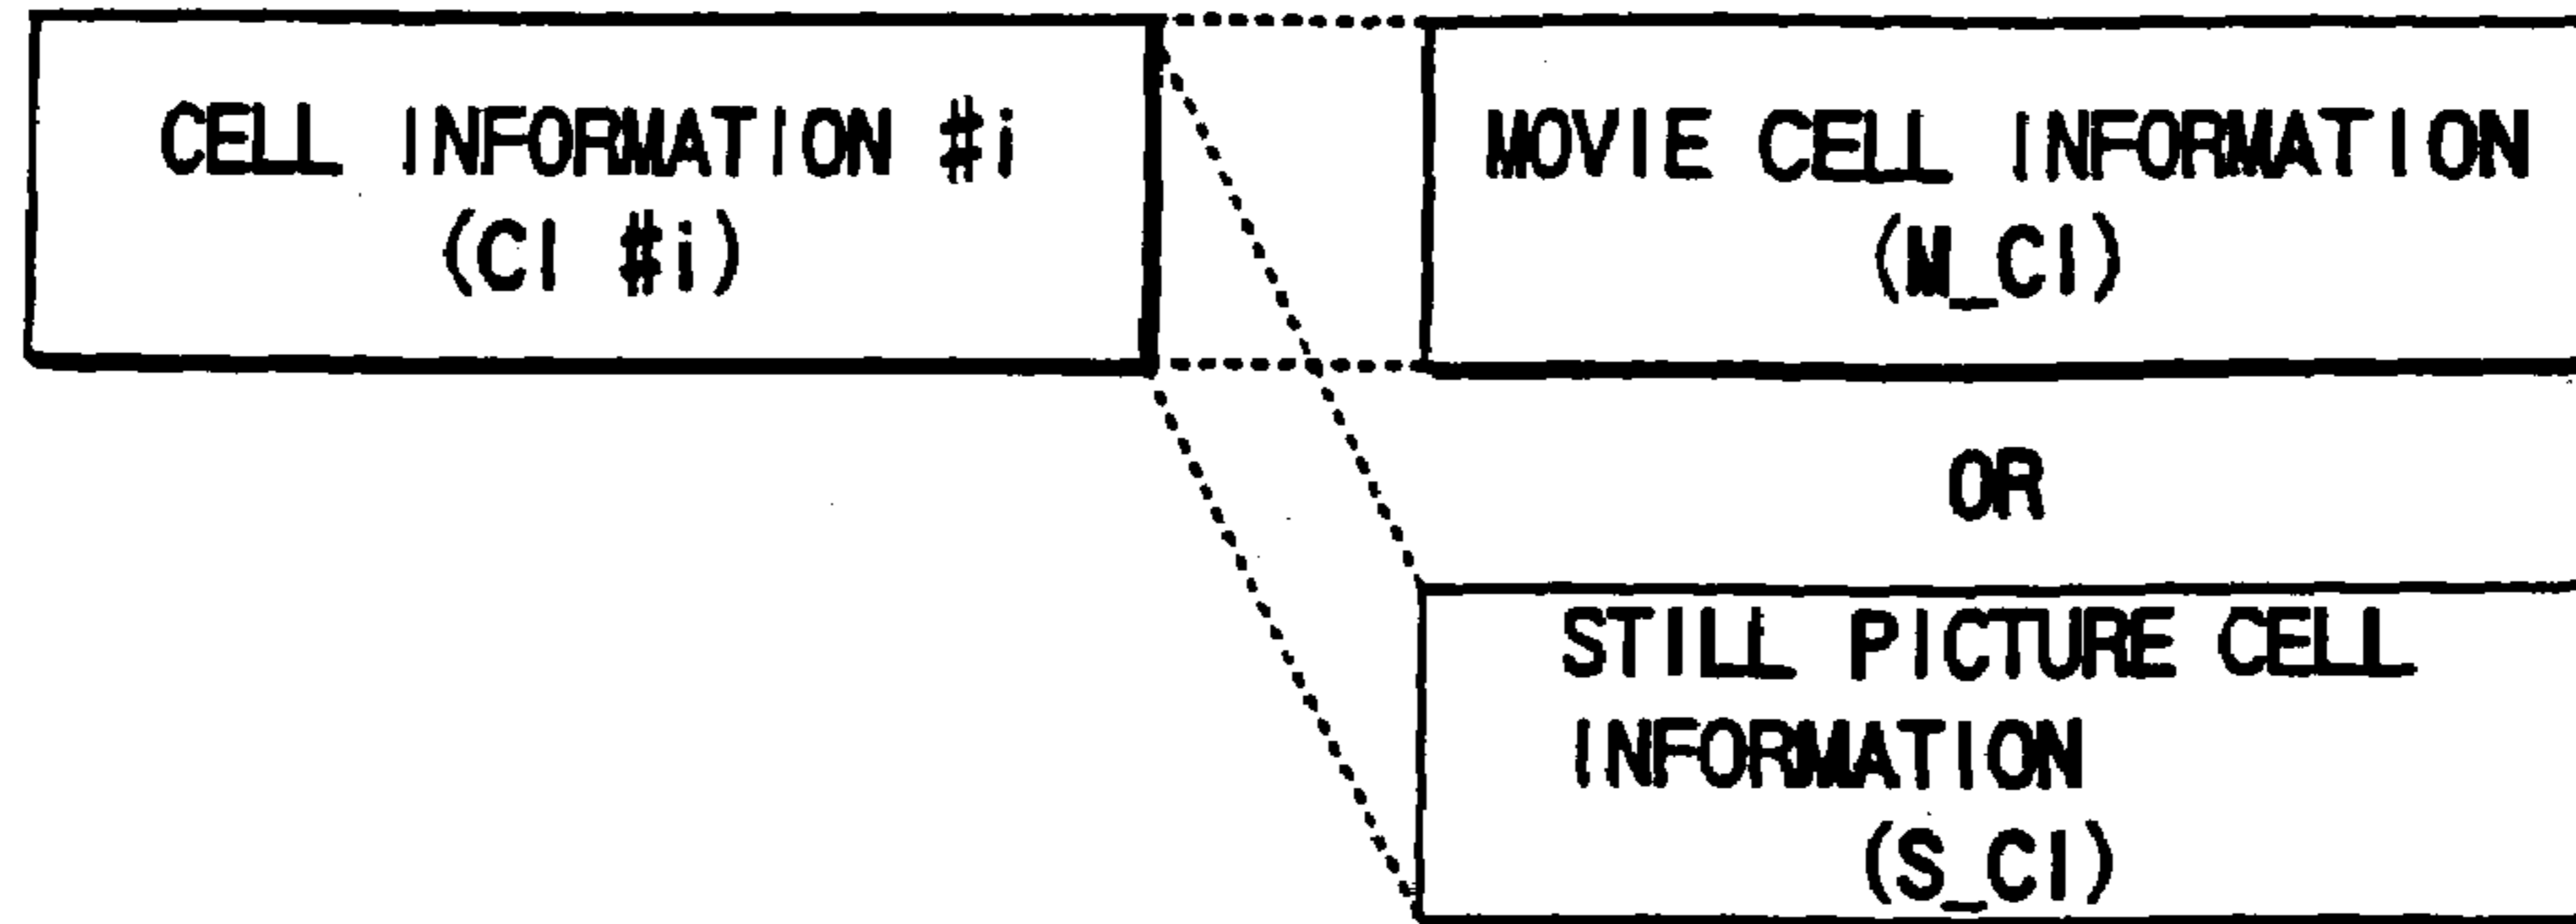 CELL INFORMATION #i
(CI #i)
MOVIE CELL INFORMATION
(M_CI)
OR
STILL PICTURE CELL
INFORMATION
(S_CI)